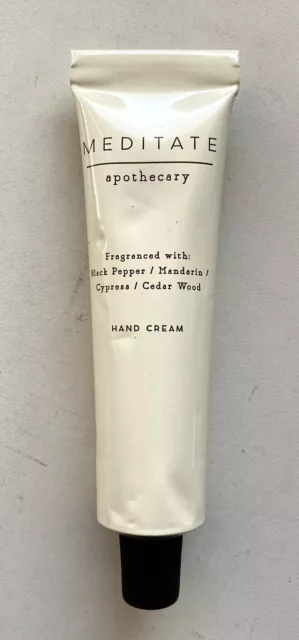 MEDITATE
apothecary
Fragranced with:
Black Pepper / Mandarin /
Cypress / Cedar Wood
HAND CREAM